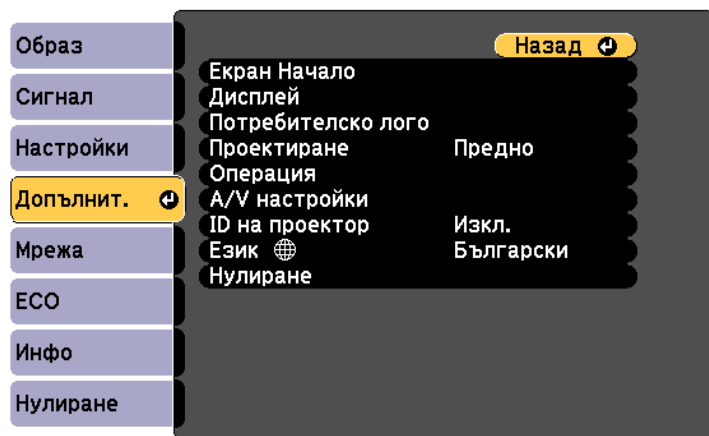 Образ
Сигнал
Настройки
Допълнит.
Мрежа
ECO
Инфо
Нулиране
Назад
Екран Начало
Дисплей
Потребителско лого
Проектиране Предно
Операция
A/V настройки
ID на проектор Изкл.
Език Български
Нулиране